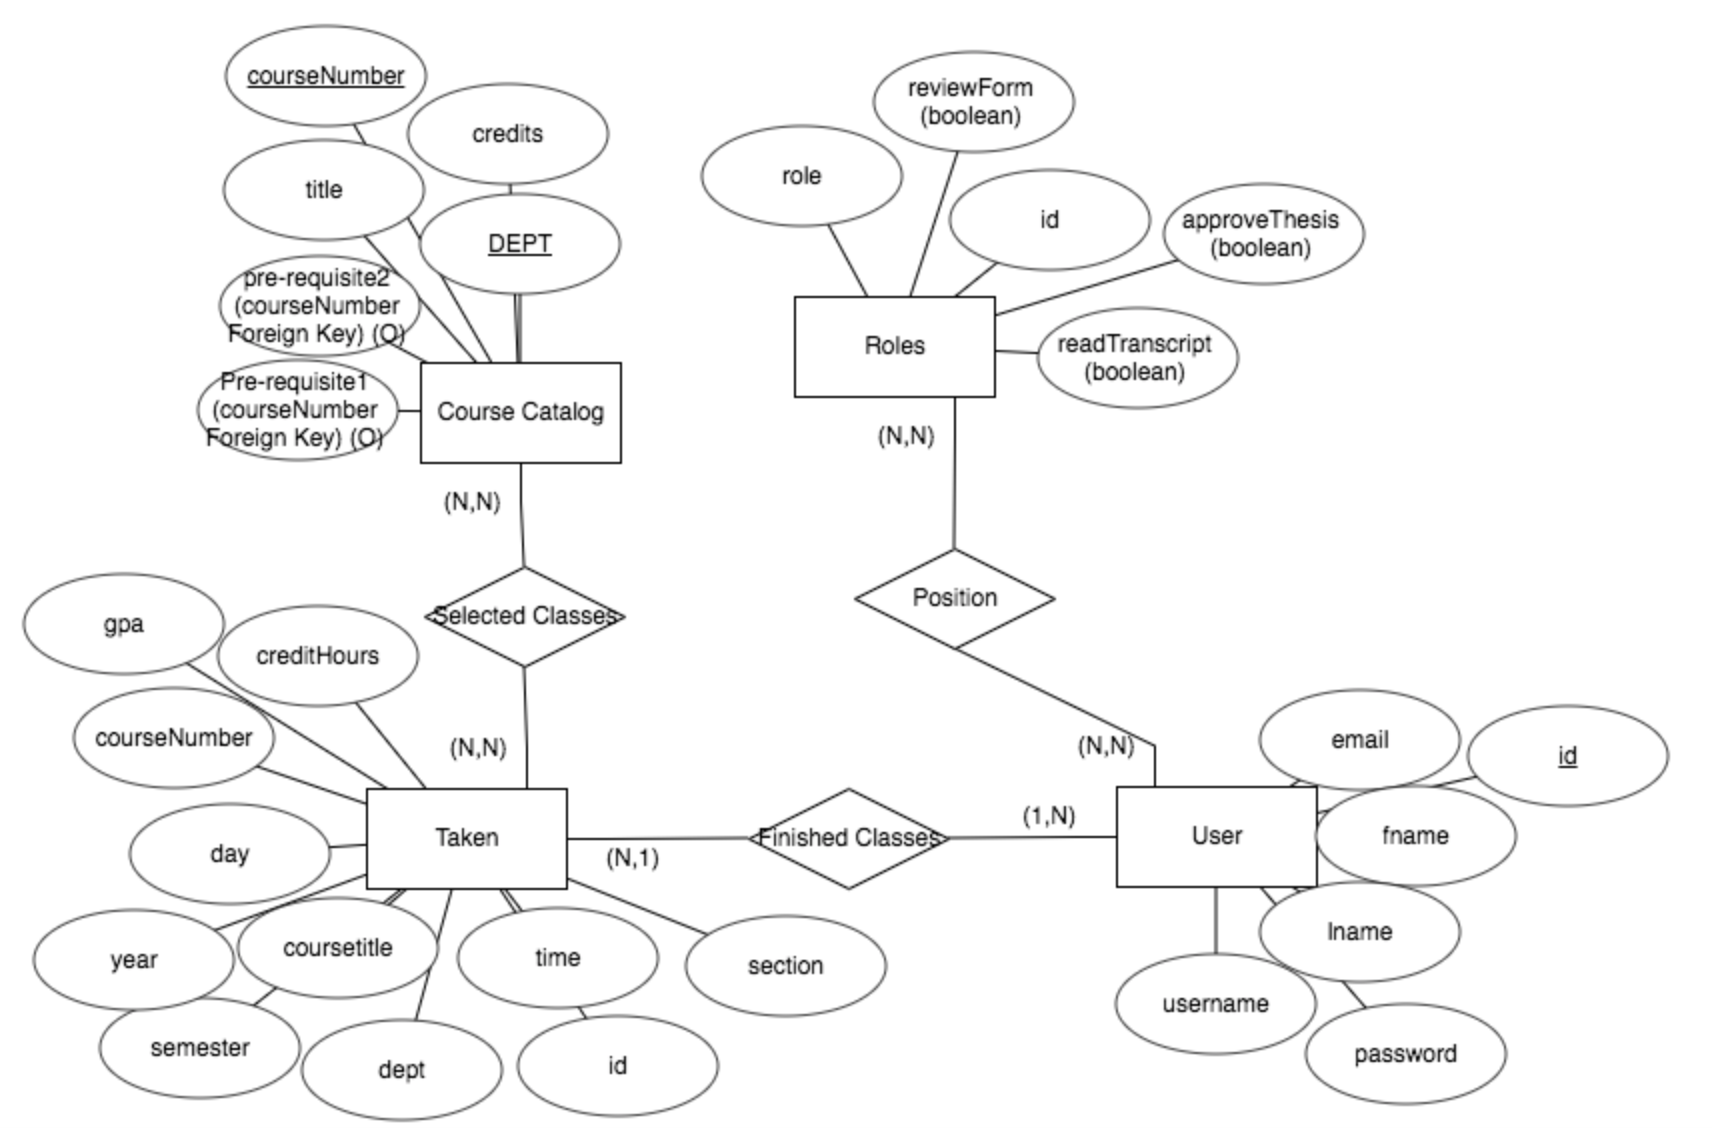 courseNumber
credits
title
DEPT
pre-requisite2
(courseNumber
Foreign Key) (O)
Pre-requisite1
(courseNumber
Foreign Key) (O)
Course Catalog
(N,N)
Selected Classes
(N,N)
reviewForm
(boolean)
role
id
approveThesis
(boolean)
Roles
readTranscript
(boolean)
(N,N)
Position
(N,N)
gpa
creditHours
courseNumber
day
Taken
(N,1)
Finished Classes
(1,N)
year
coursetitle
time
section
semester
dept
id
User
email
id
fname
lname
username
password